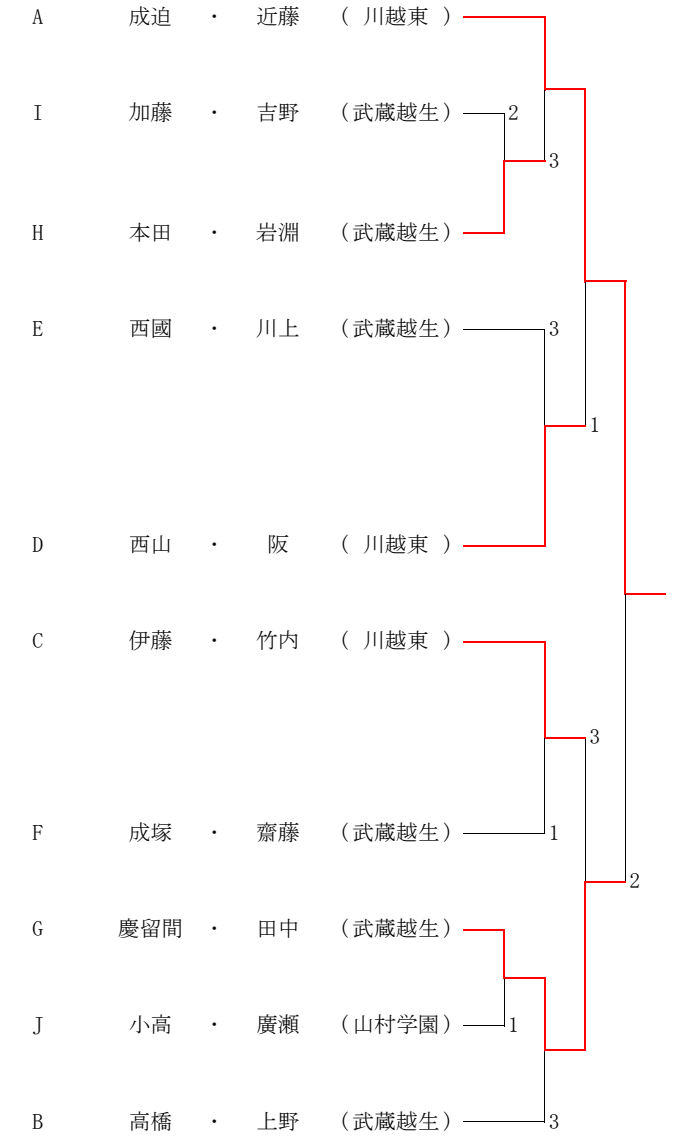 A 成迫 ・ 近藤 ( 川越東 )
I 加藤 ・ 吉野 (武蔵越生) 2
3
H 本田 ・ 岩淵 (武蔵越生)
E 西國 ・ 川上 (武蔵越生) 3
1
D 西山 ・ 阪 ( 川越東 )
C 伊藤 ・ 竹内 ( 川越東 )
3
F 成塚 ・ 齋藤 (武蔵越生) 1
2
G 慶留間 ・ 田中 (武蔵越生)
J 小高 ・ 廣瀬 (山村学園) 1
B 高橋 ・ 上野 (武蔵越生) 3